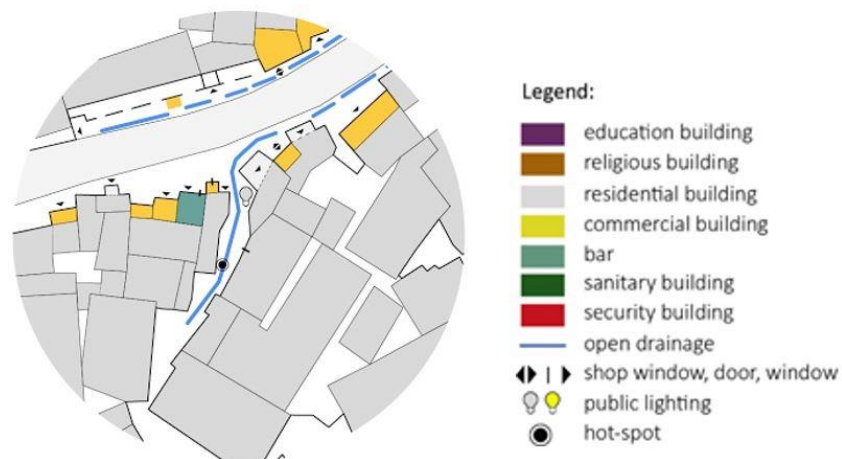 Legend:
education building
religious building
residential building
commercial building
bar
sanitary building
security building
open drainage
shop window, door, window
public lighting
hot-spot